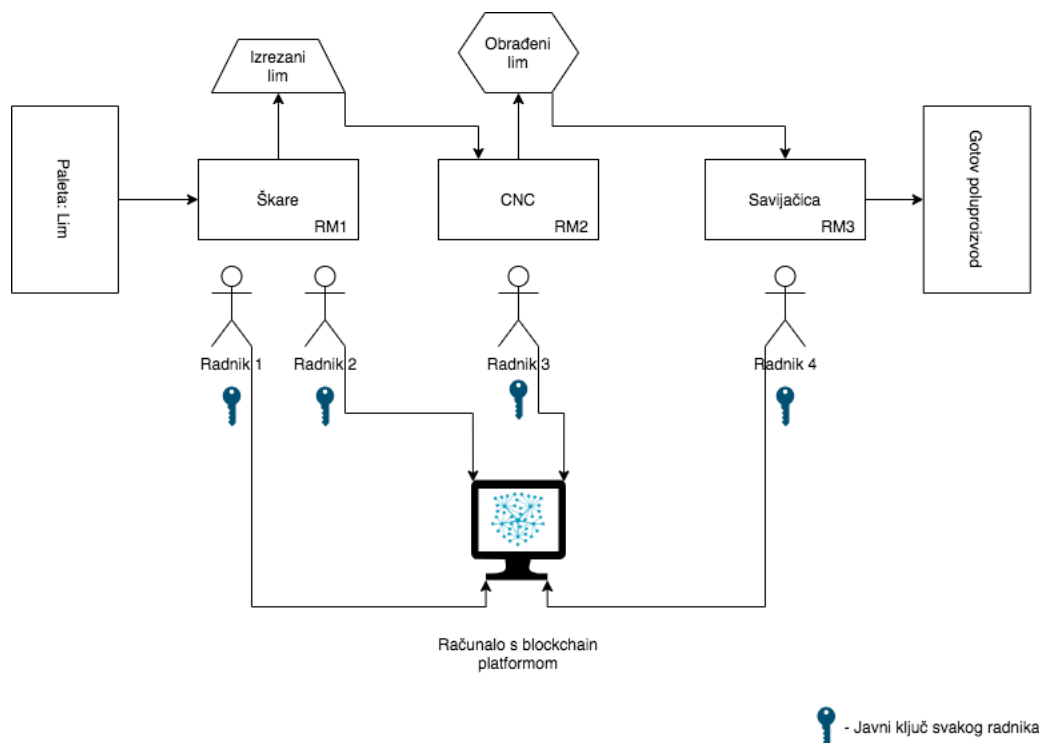 Izrezani
lim
Obrađeni
lim
Paleta: Lim
Škare
RM1
CNC
RM2
Savijačica
RM3
Gotov poluproizvod
Radnik 1
Radnik 2
Radnik 3
Radnik 4
Računalo s blockchain
platformom
- Javni ključ svakog radnika